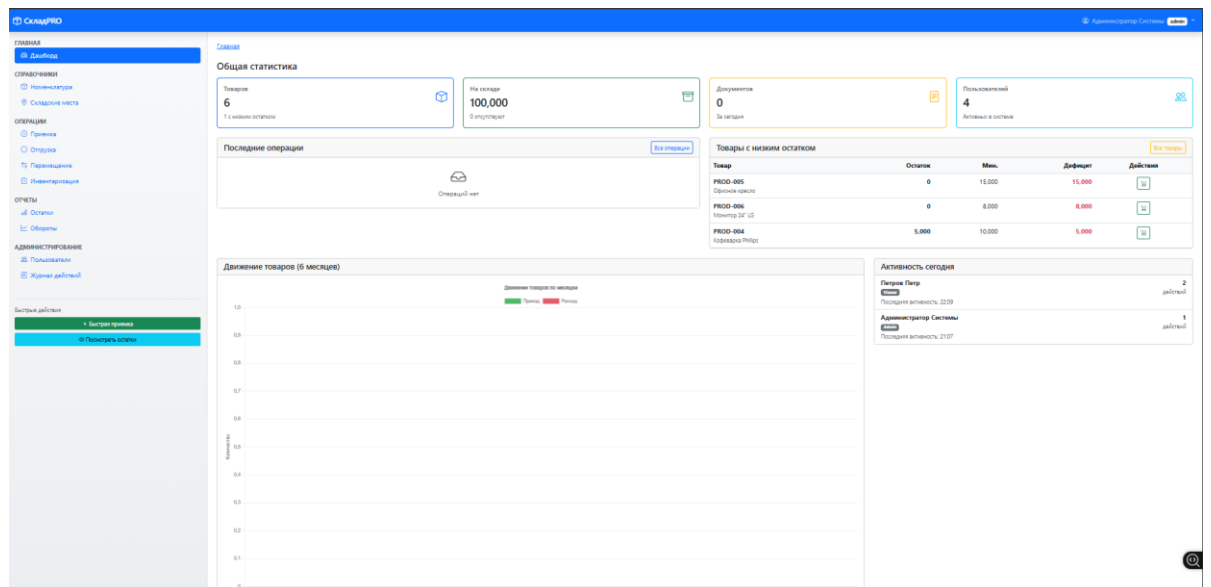 СкладPRO
Администратор Системы admin
ГЛАВНАЯ
Дашборд
СПРАВОЧНИКИ
Номенклатура
Складские места
ОПЕРАЦИИ
Приемка
Отгрузка
Перемещение
Инвентаризация
ОТЧЕТЫ
Остатки
Обороты
АДМИНИСТРИРОВАНИЕ
Пользователи
Журнал действий
Быстрые действия
+ Быстрая приемка
Посмотреть остатки
Главная
Общая статистика
Товаров
6
1 с низким остатком
На складе
100,000
0 отсутствуют
Документов
0
За сегодня
Пользователей
4
Активных в системе
Последние операции
Все операции
Операций нет
Товары с низким остатком
Все товары
Товар Остаток Мин. Дефицит Действия
PROD-005 0 15,000 15,000
Офисное кресло
PROD-006 0 8,000 8,000
Монитор 24" LG
PROD-004 5,000 10,000 5,000
Кофеварка Philips
Движение товаров (6 месяцев)
Движение товаров по месяцам
Приход Расход
Количество
1,0
0,9
0,8
0,7
0,6
0,5
0,4
0,3
0,2
0,1
0
Активность сегодня
Петров Петр 2
Viewer действий
Последняя активность: 22:09
Администратор Системы 1
Admin действий
Последняя активность: 21:07